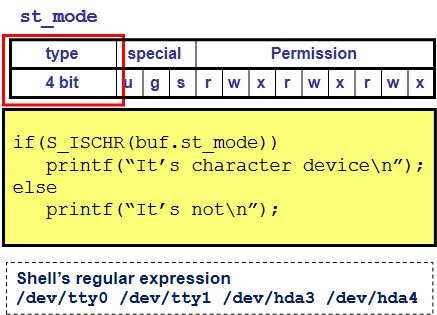 st_mode
type special Permission
4 bit u g s r w x r w x r w x
if(S_ISCHR(buf.st_mode))
printf(“It’s character device\n”);
else
printf(“It’s not\n”);
Shell’s regular expression
/dev/tty0 /dev/tty1 /dev/hda3 /dev/hda4